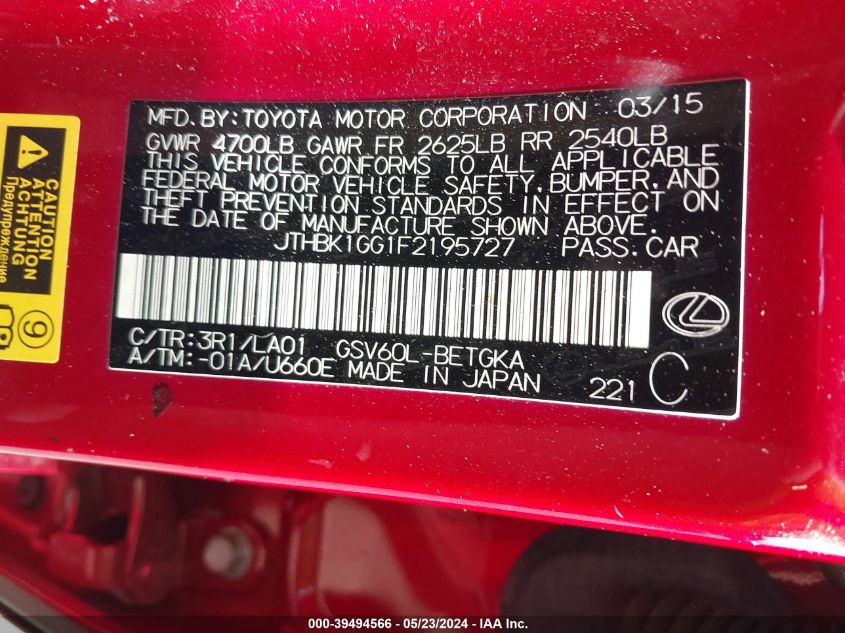 MFD. BY: TOYOTA MOTOR CORPORATION 03/15
GVWR 4700LB GAWR FR 2625LB RR 2540LB
THIS VEHICLE CONFORMS TO ALL APPLICABLE
FEDERAL MOTOR VEHICLE SAFETY, BUMPER, AND
THEFT PREVENTION STANDARDS IN EFFECT ON
THE DATE OF MANUFACTURE SHOWN ABOVE.
JTHBK1GG1F2195727 PASS. CAR
C/TR: 3R1/LA01 GSV60L-BETGKA
A/TM: -01A/U660E MADE IN JAPAN 221 C
CAUTION
ATTENTION
ACHTUNG
Предупреждение
9
000-39494566 - 05/23/2024 - IAA Inc.